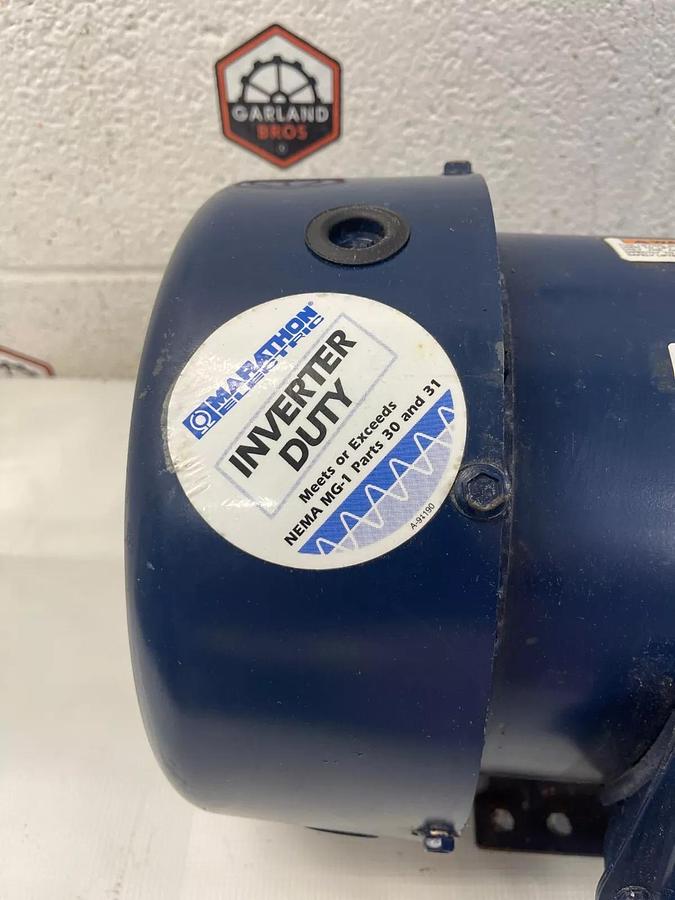 GARLAND
BROS
MARATHON®
ELECTRIC
INVERTER
DUTY
Meets or Exceeds
NEMA MG-1 Parts 30 and 31
A-91190